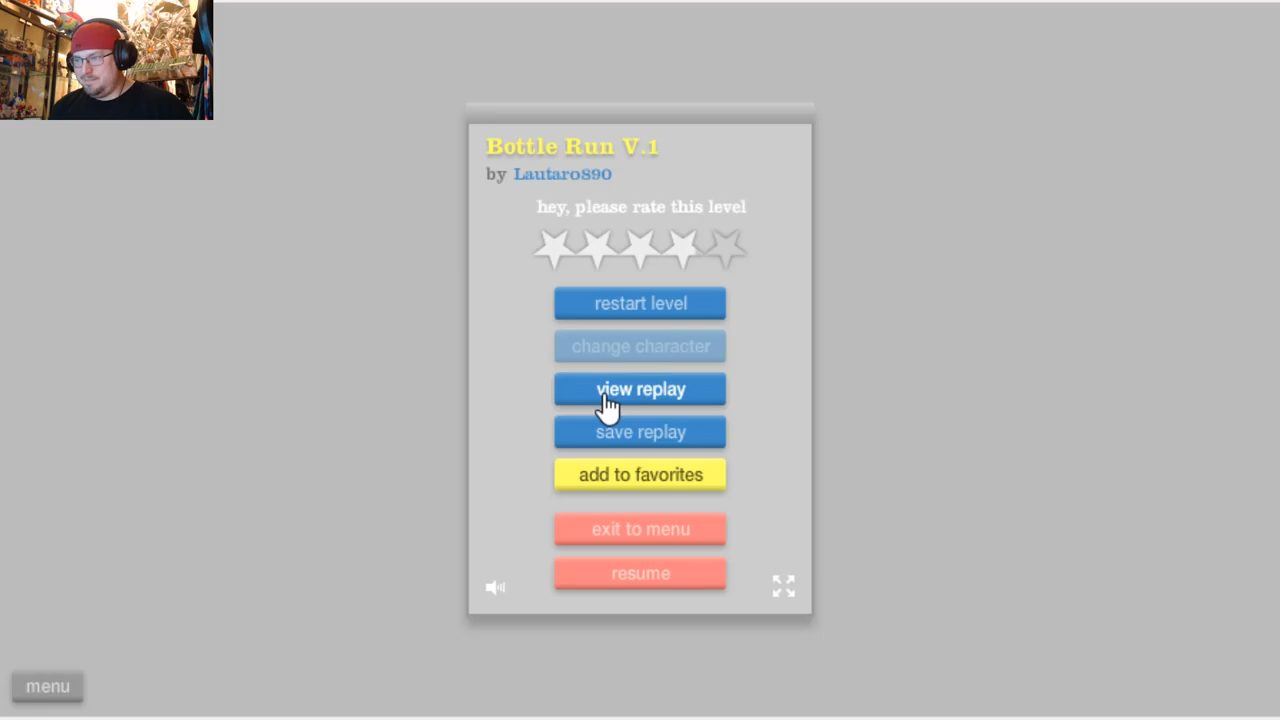 Bottle Run V.1
by Lautaro890
hey, please rate this level
restart level
change character
view replay
save replay
add to favorites
exit to menu
resume
menu